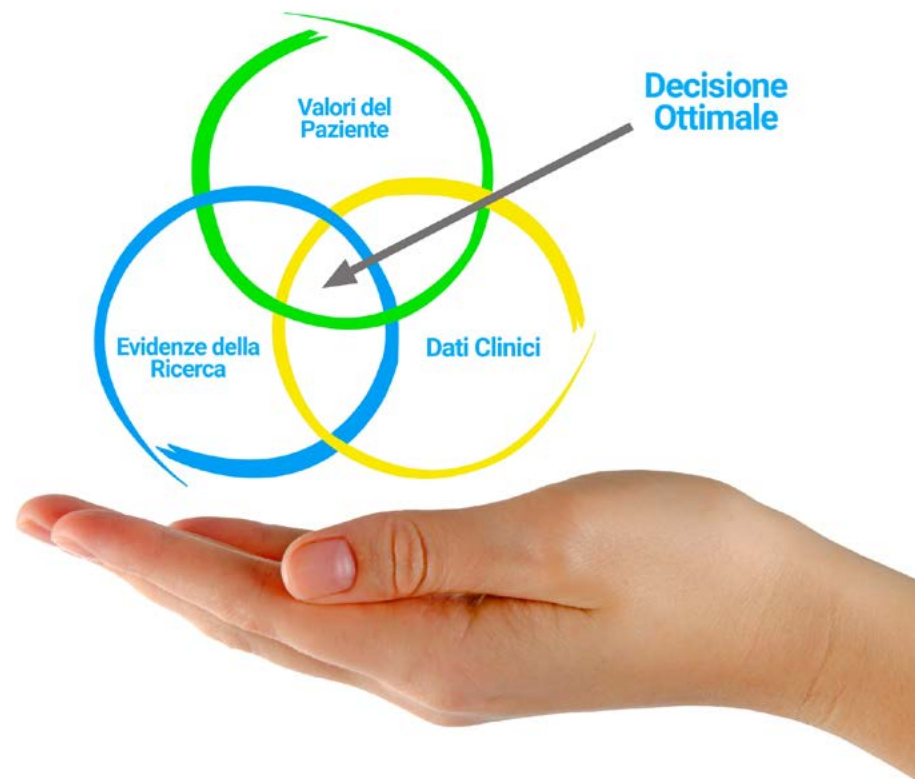 Valori del
Paziente
Decisione
Ottimale
Evidenze della
Ricerca
Dati Clinici